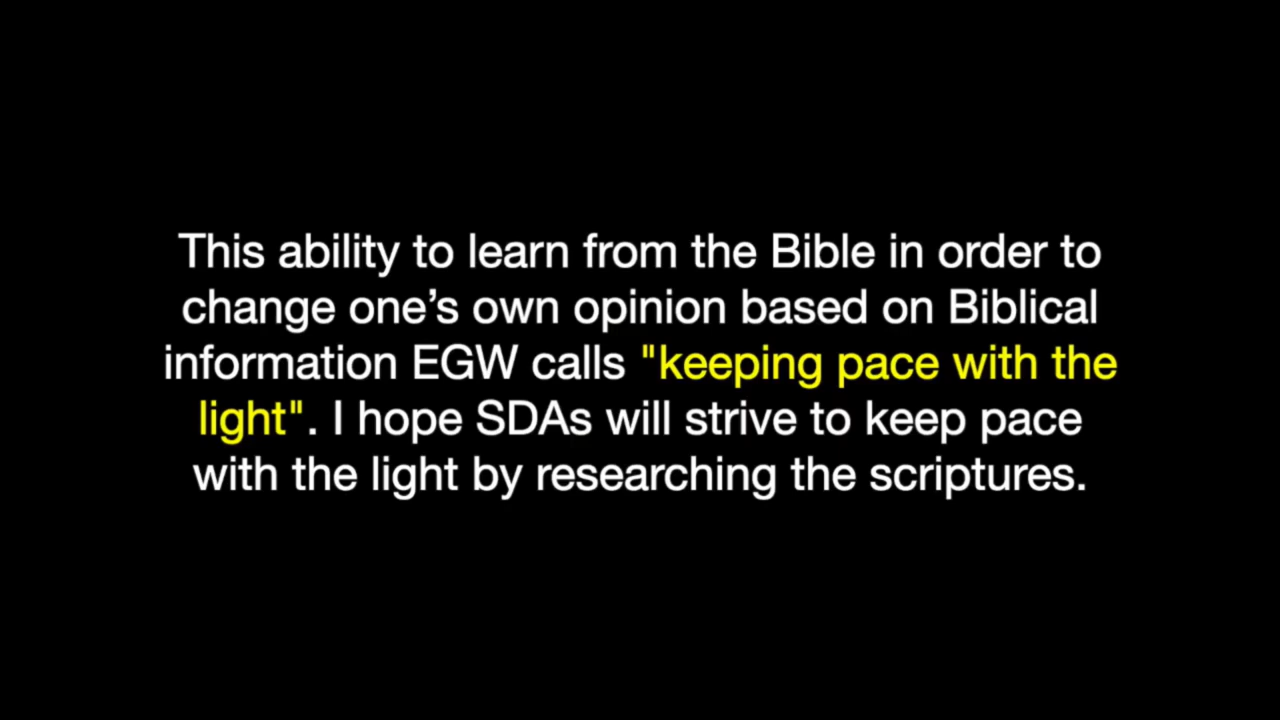 This ability to learn from the Bible in order to
change one’s own opinion based on Biblical
information EGW calls "keeping pace with the
light". I hope SDAs will strive to keep pace
with the light by researching the scriptures.